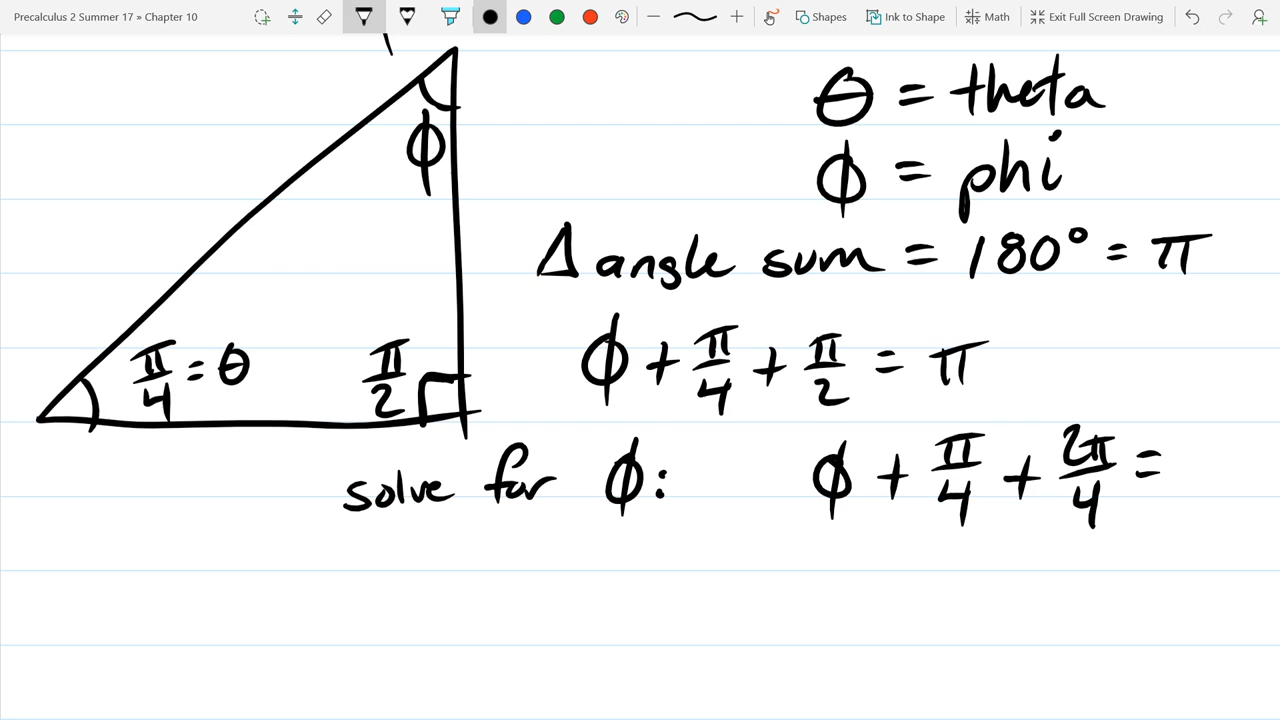 Precalculus 2 Summer 17 » Chapter 10
Shapes
Ink to Shape
Math
Exit Full Screen Drawing
θ = theta
ϕ
ϕ = phi
Δ angle sum = 180° = π
π/4 = θ
π/2
ϕ + π/4 + π/2 = π
solve for ϕ: ϕ + π/4 + 2π/4 =